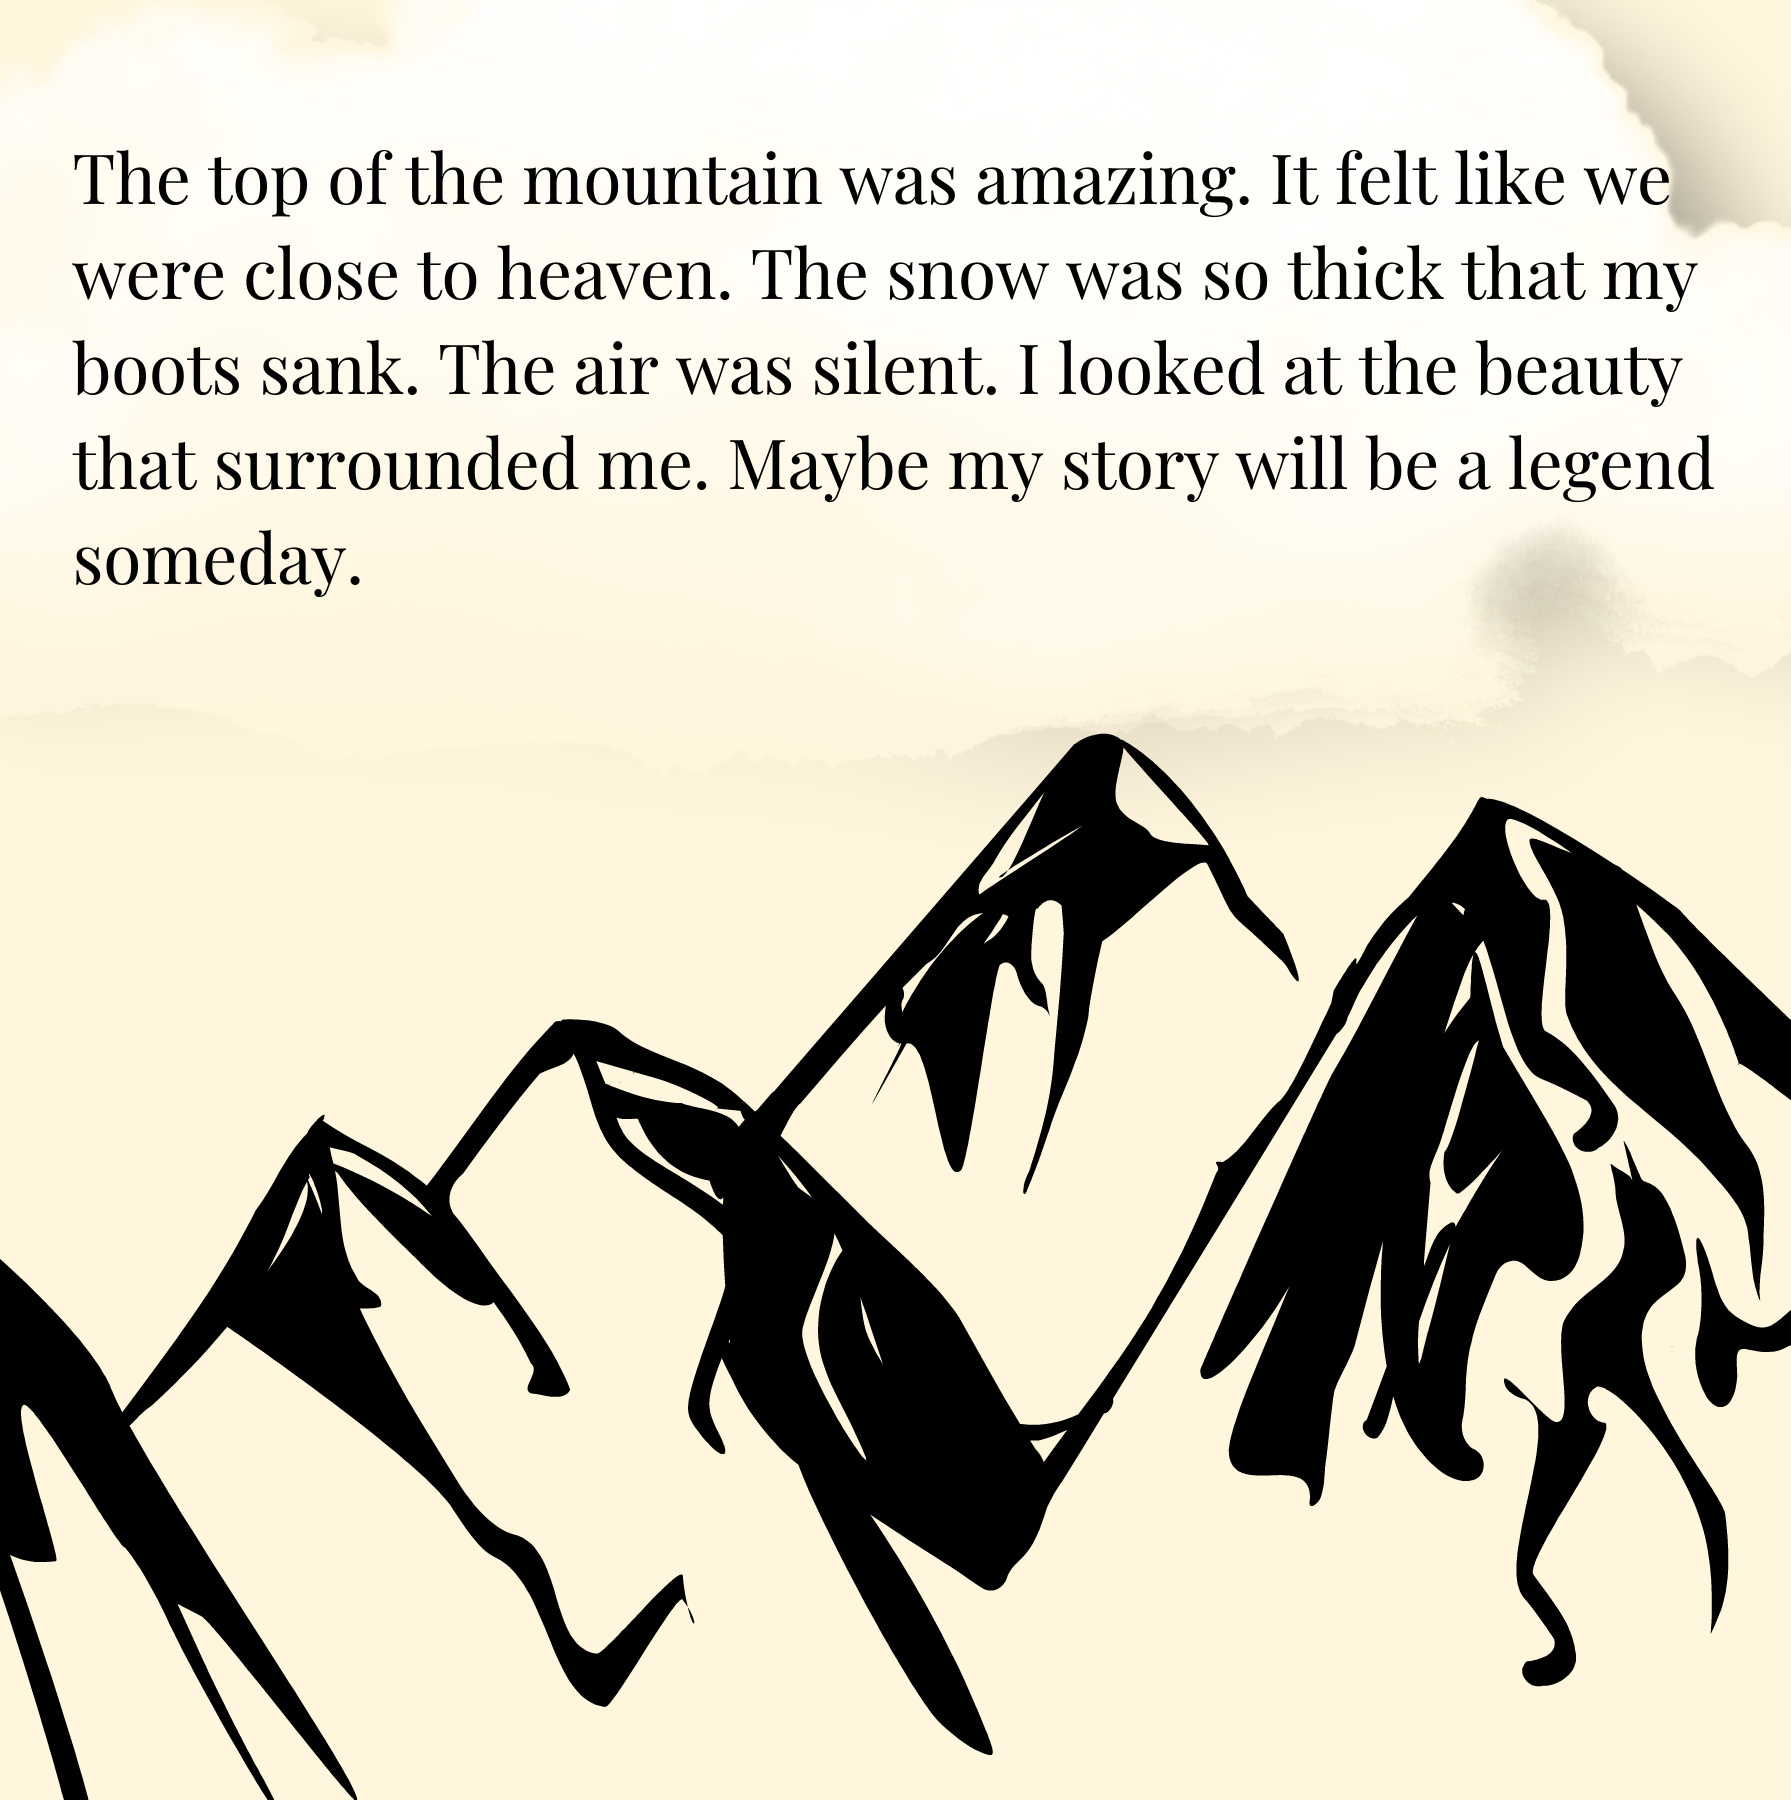 The top of the mountain was amazing. It felt like we
were close to heaven. The snow was so thick that my
boots sank. The air was silent. I looked at the beauty
that surrounded me. Maybe my story will be a legend
someday.